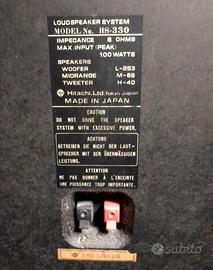 LOUDSPEAKER SYSTEM
MODEL No. HS-330
IMPEDANCE 8 OHMS
MAX. INPUT (PEAK)
100 WATTS
SPEAKERS
WOOFER L-253
MIDRANGE M-66
TWEETER H-40
Hitachi, Ltd. Tokyo Japan
MADE IN JAPAN
CAUTION
DO NOT DRIVE THE SPEAKER
SYSTEM WITH EXCESSIVE POWER.
ACHTUNG
BETREIBEN SIE NICHT DEN LAUT-
SPRECHER MIT DER ÜBERMÄSSIGEN
LEISTUNG.
ATTENTION
NE PAS DONNER À L'ENCEINTE
UNE PUISSANCE TROP IMPORTANTE.
subito